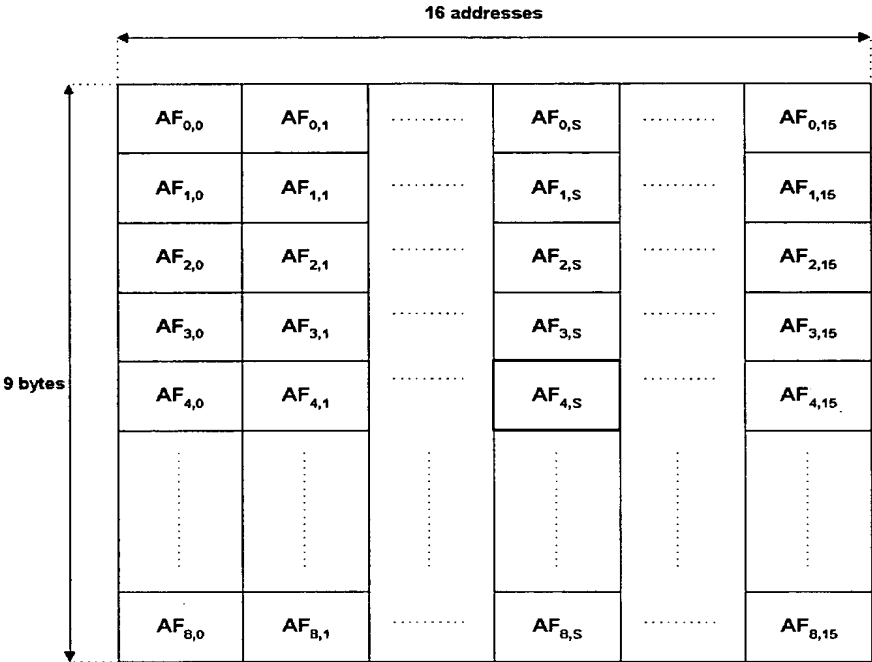 16 addresses
AF0,0 AF0,1 ......... AF0,S ......... AF0,15
AF1,0 AF1,1 ......... AF1,S ......... AF1,15
AF2,0 AF2,1 ......... AF2,S ......... AF2,15
AF3,0 AF3,1 ......... AF3,S ......... AF3,15
9 bytes
AF4,0 AF4,1 ......... AF4,S ......... AF4,15
AF8,0 AF8,1 ......... AF8,S ......... AF8,15